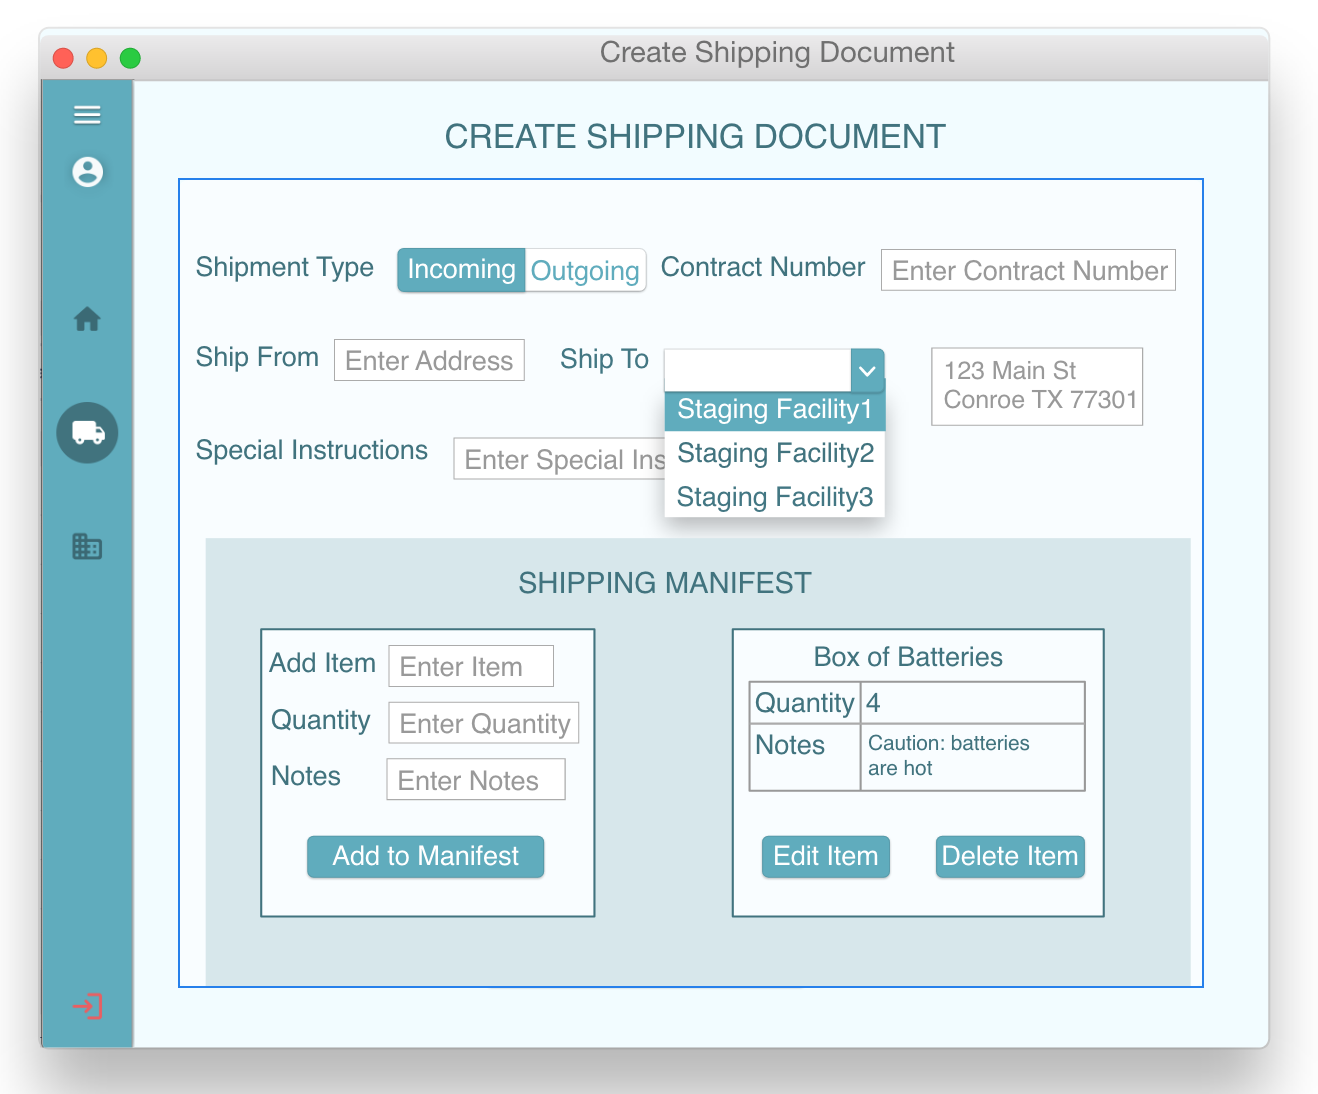 Create Shipping Document
CREATE SHIPPING DOCUMENT
Shipment Type Incoming Outgoing Contract Number Enter Contract Number
Ship From Enter Address Ship To
123 Main St
Conroe TX 77301
Staging Facility1
Staging Facility2
Staging Facility3
Special Instructions Enter Special Ins
SHIPPING MANIFEST
Add Item Enter Item
Quantity Enter Quantity
Notes Enter Notes
Add to Manifest
Box of Batteries
Quantity 4
Notes Caution: batteries
are hot
Edit Item Delete Item